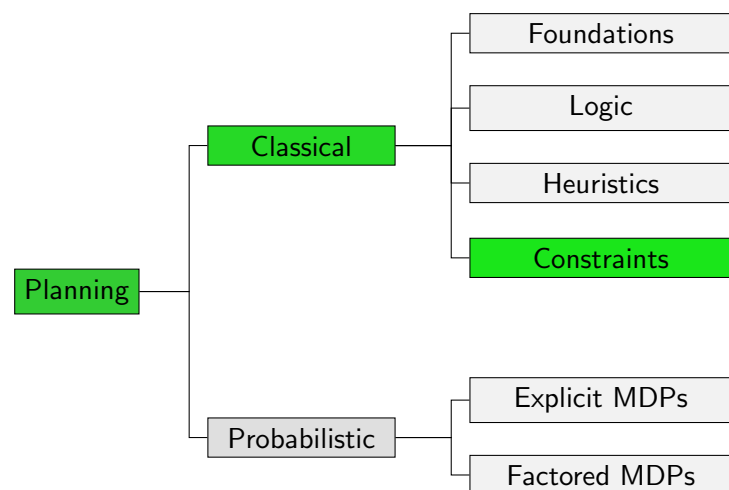 Planning
Classical
Foundations
Logic
Heuristics
Constraints
Probabilistic
Explicit MDPs
Factored MDPs